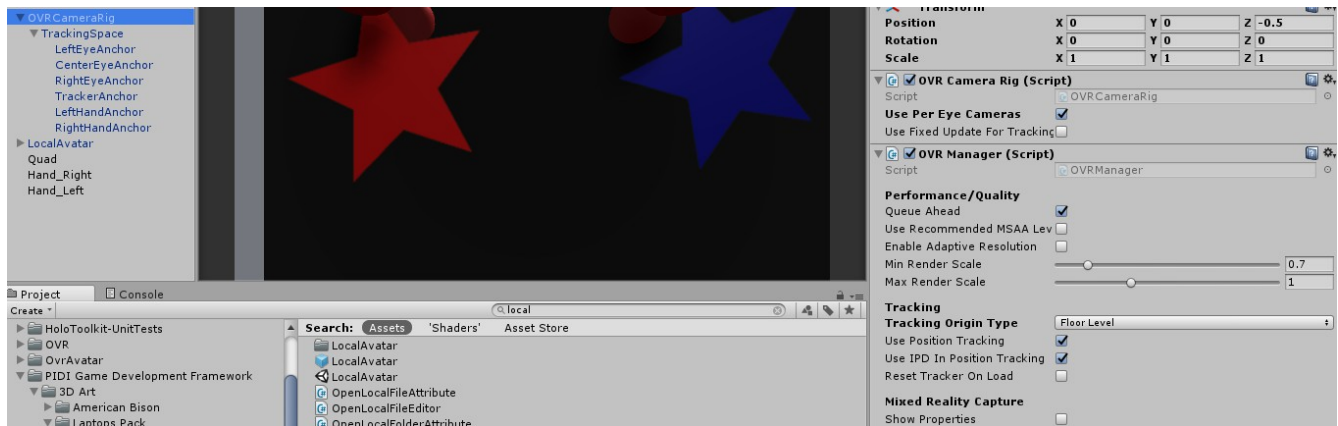 OVRCameraRig
TrackingSpace
LeftEyeAnchor
CenterEyeAnchor
RightEyeAnchor
TrackerAnchor
LeftHandAnchor
RightHandAnchor
LocalAvatar
Quad
Hand_Right
Hand_Left
Transform
Position X 0 Y 0 Z -0.5
Rotation X 0 Y 0 Z 0
Scale X 1 Y 1 Z 1
OVR Camera Rig (Script)
Script OVRCameraRig
Use Per Eye Cameras
Use Fixed Update For Tracking
OVR Manager (Script)
Script OVRManager
Performance/Quality
Queue Ahead
Use Recommended MSAA Lev
Enable Adaptive Resolution
Min Render Scale 0.7
Max Render Scale 1
Tracking
Tracking Origin Type Floor Level
Use Position Tracking
Use IPD In Position Tracking
Reset Tracker On Load
Mixed Reality Capture
Show Properties
Project Console
Create local
HoloToolkit-UnitTests
OVR
OvrAvatar
PIDI Game Development Framework
3D Art
American Bison
Laptops Pack
Search: Assets 'Shaders' Asset Store
LocalAvatar
LocalAvatar
LocalAvatar
OpenLocalFileAttribute
OpenLocalFileEditor
OpenLocalFolderAttribute